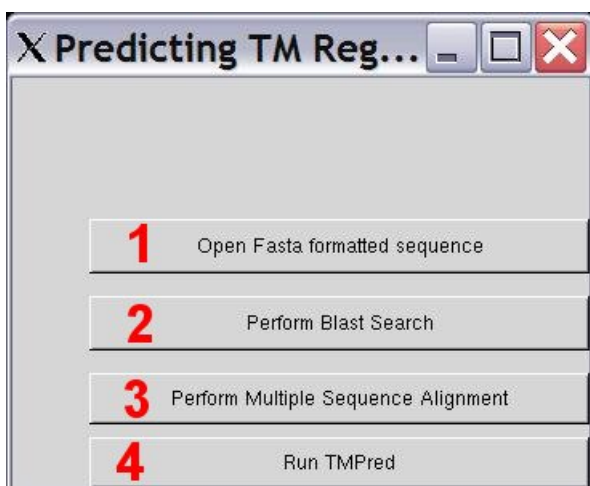 X Predicting TM Reg...
1 Open Fasta formatted sequence
2 Perform Blast Search
3 Perform Multiple Sequence Alignment
4 Run TMPred